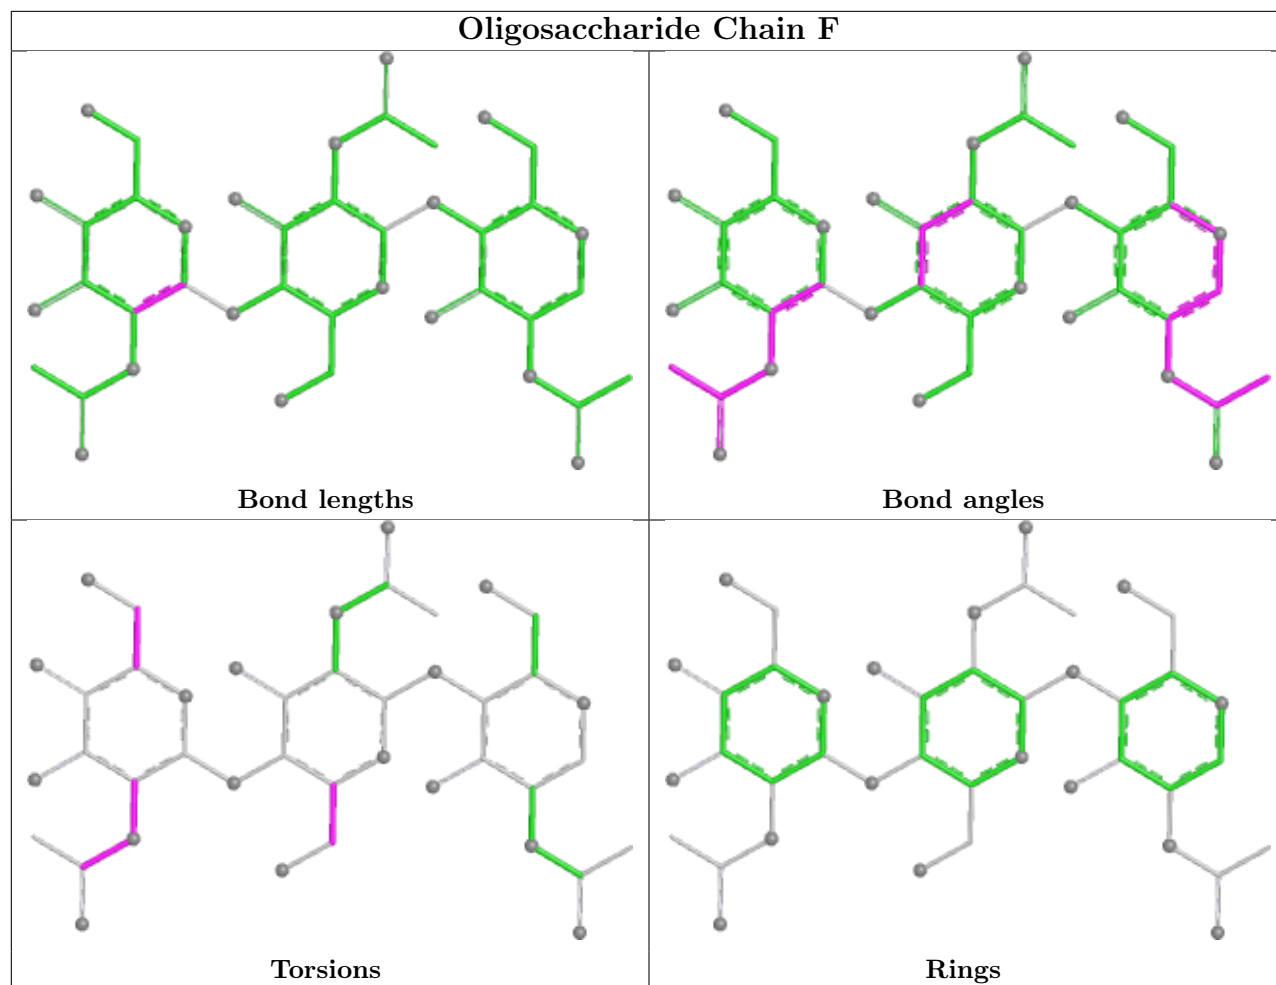 Oligosaccharide Chain F
Bond lengths
Bond angles
Torsions
Rings